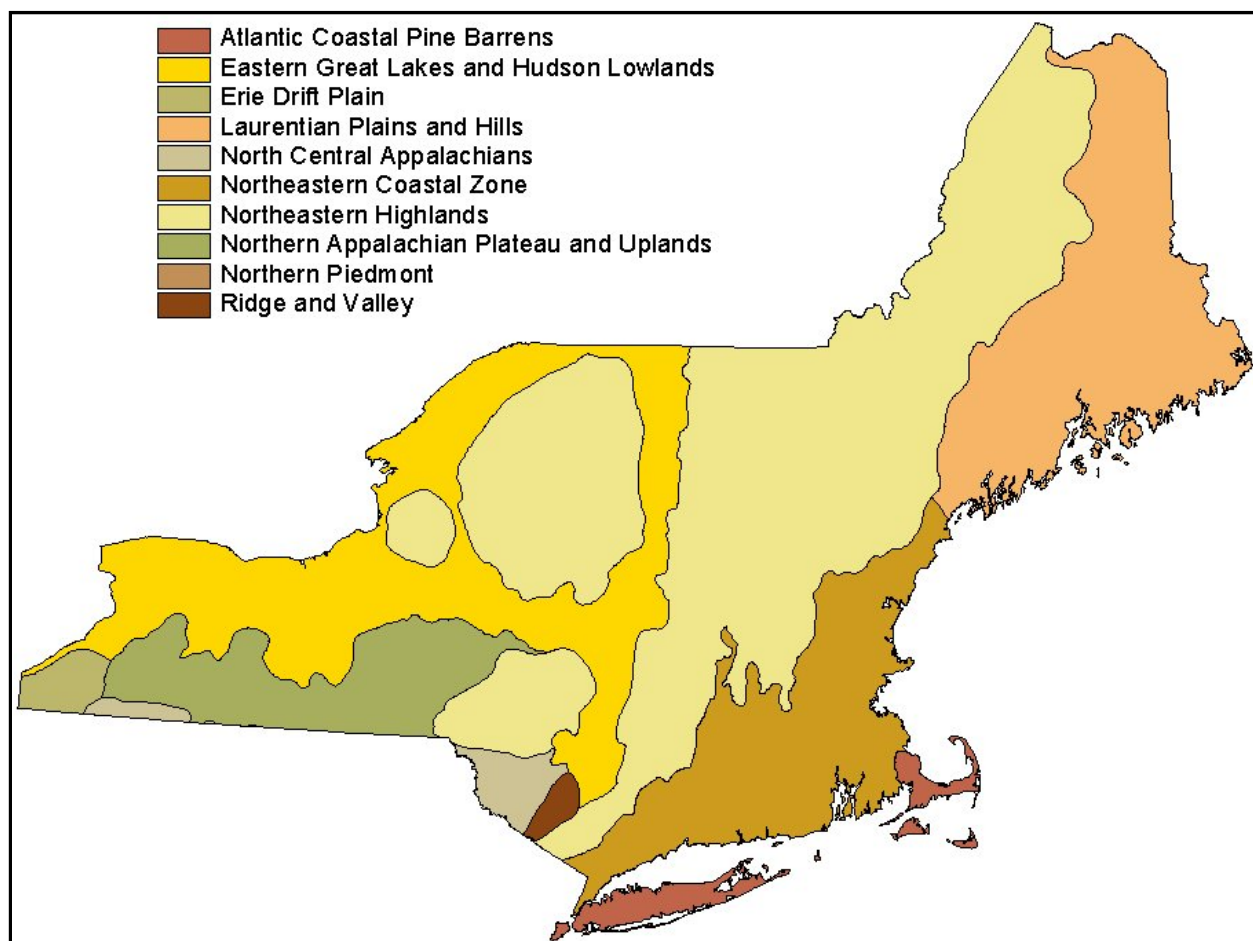 Atlantic Coastal Pine Barrens
Eastern Great Lakes and Hudson Lowlands
Erie Drift Plain
Laurentian Plains and Hills
North Central Appalachians
Northeastern Coastal Zone
Northeastern Highlands
Northern Appalachian Plateau and Uplands
Northern Piedmont
Ridge and Valley